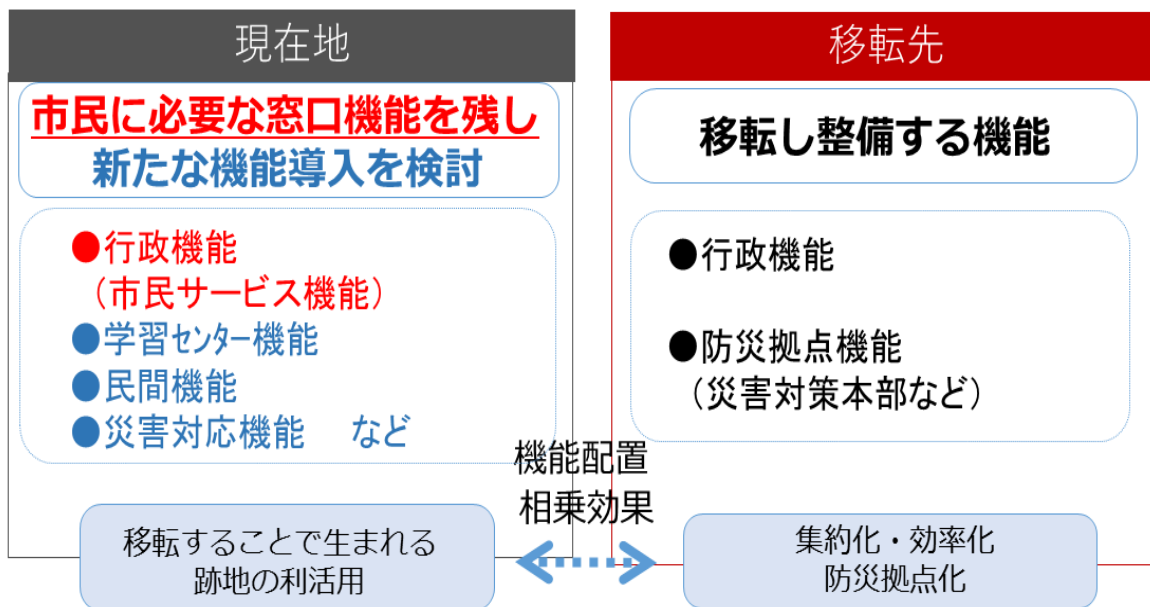 現在地
市民に必要な窓口機能を残し
新たな機能導入を検討
●行政機能
（市民サービス機能）
●学習センター機能
●民間機能
●災害対応機能　など
移転することで生まれる
跡地の利活用
機能配置
相乗効果
移転先
移転し整備する機能
●行政機能
●防災拠点機能
（災害対策本部など）
集約化・効率化
防災拠点化